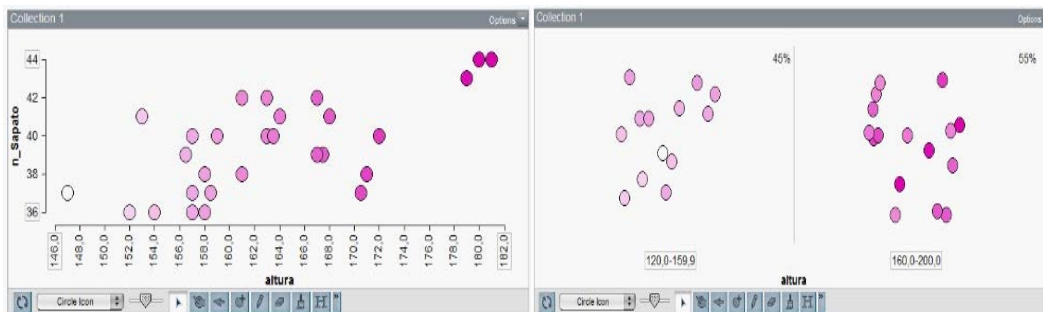 Collection 1 Options
44
42
40
38
36
n_Sapato
146,0 148,0 150,0 152,0 154,0 156,0 158,0 160,0 162,0 164,0 166,0 168,0 170,0 172,0 174,0 176,0 178,0 180,0 182,0
altura
Circle Icon
Collection 1 Options
45% 55%
120,0-159,9 160,0-200,0
altura
Circle Icon